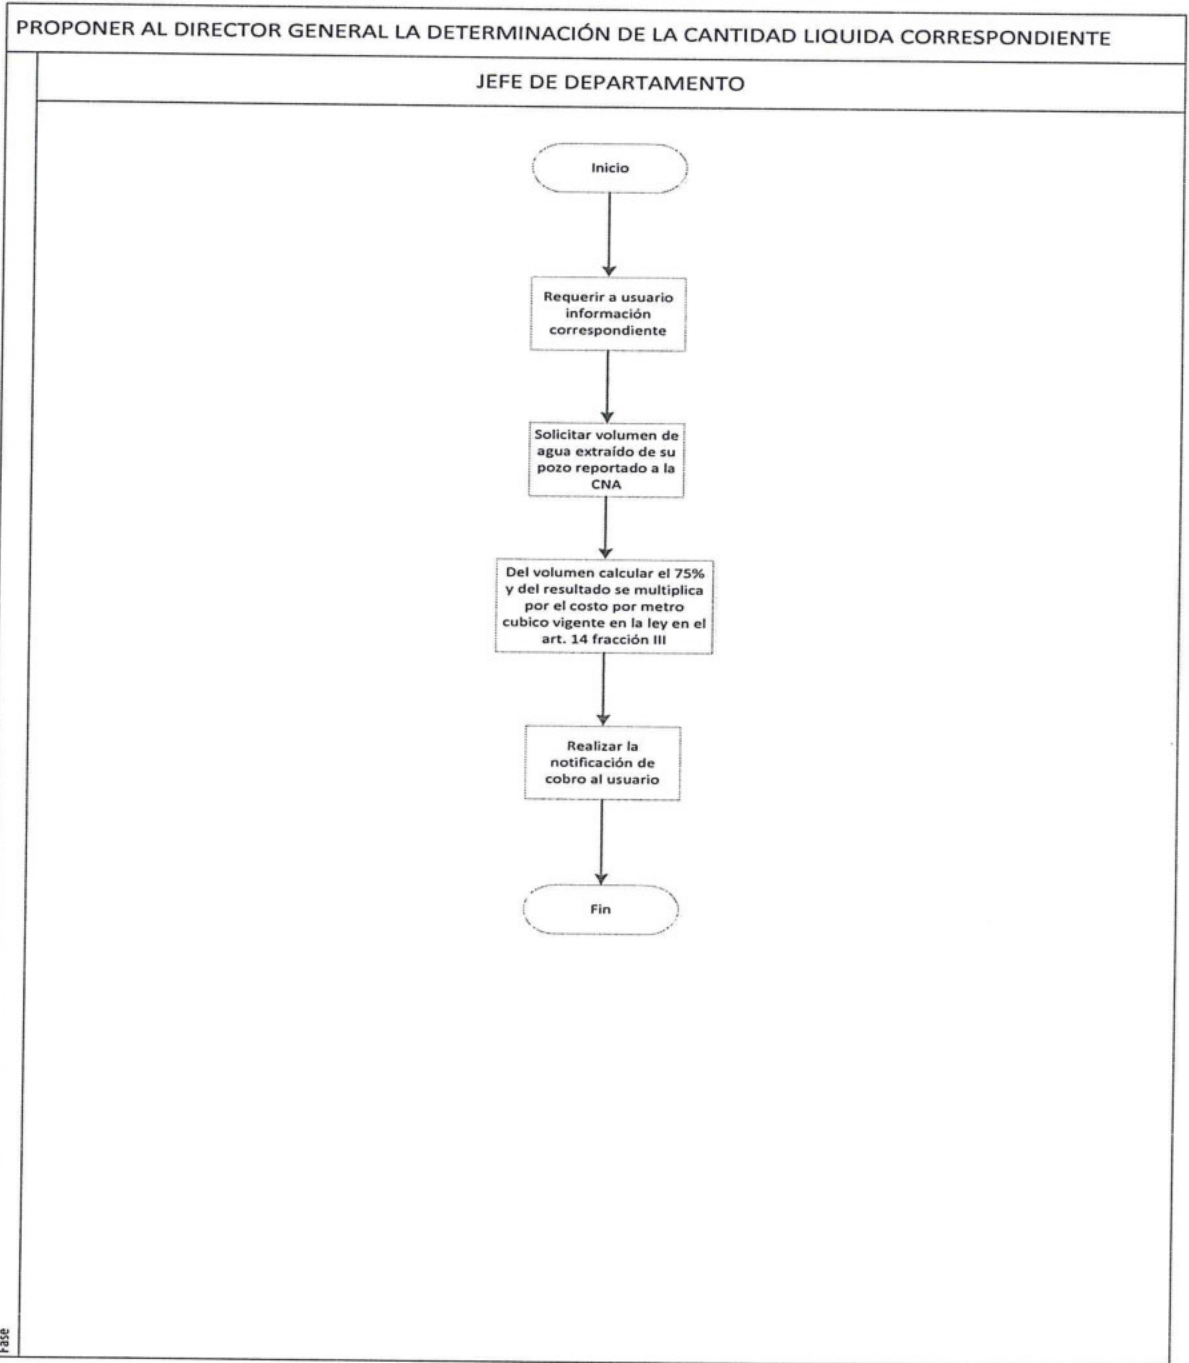 PROPONER AL DIRECTOR GENERAL LA DETERMINACIÓN DE LA CANTIDAD LIQUIDA CORRESPONDIENTE
JEFE DE DEPARTAMENTO
Inicio
Requerir a usuario
información
correspondiente
Solicitar volumen de
agua extraído de su
pozo reportado a la
CNA
Del volumen calcular el 75%
y del resultado se multiplica
por el costo por metro
cubico vigente en la ley en el
art. 14 fracción III
Realizar la
notificación de
cobro al usuario
Fin
Fase